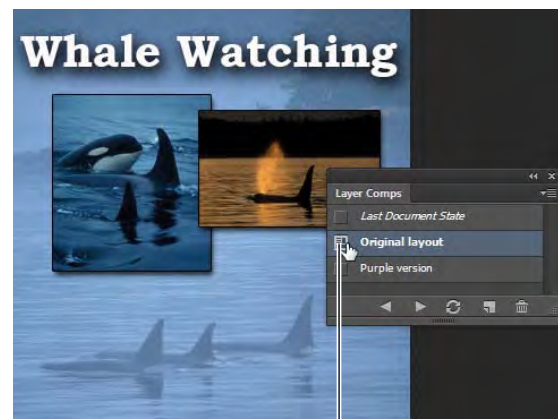 Whale Watching
Layer Comps
Last Document State
Original layout
Purple version